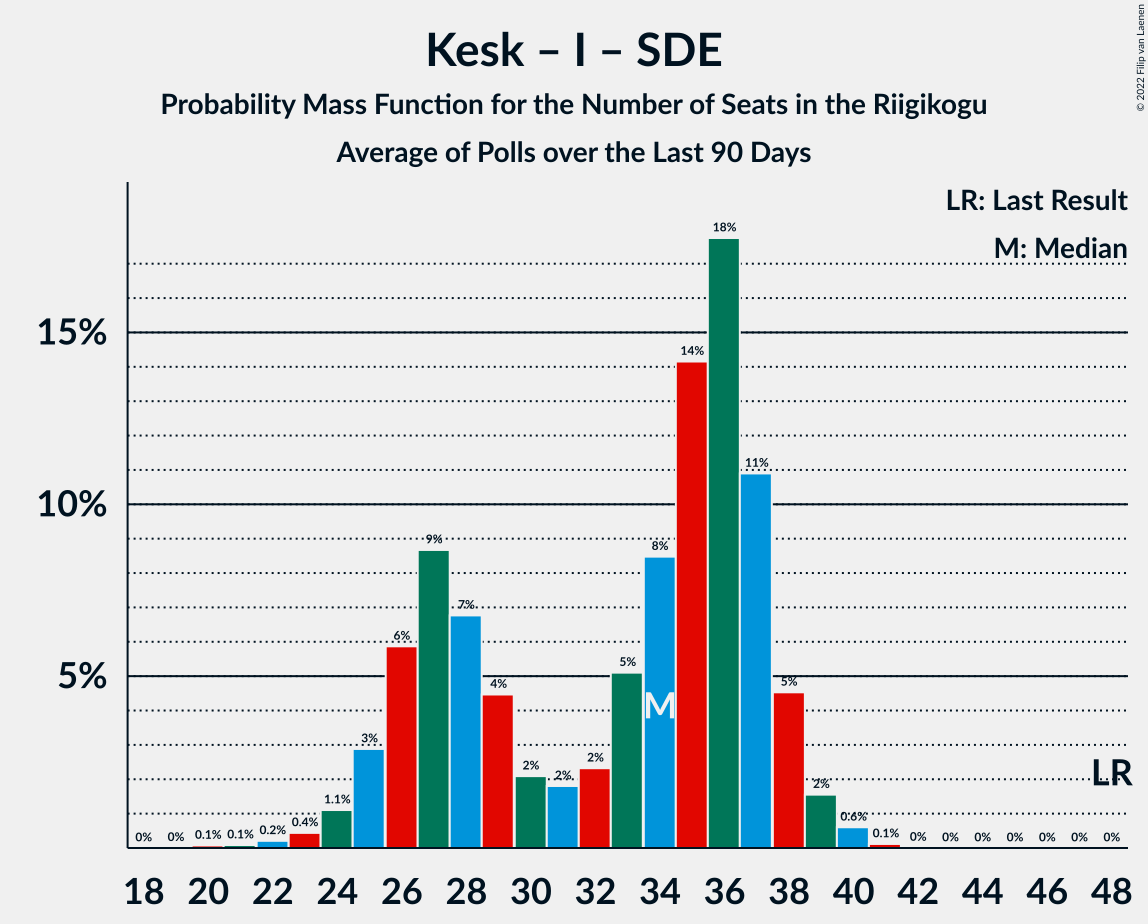 Kesk – I – SDE
Probability Mass Function for the Number of Seats in the Riigikogu
Average of Polls over the Last 90 Days
© 2022 Filip van Laenen
LR: Last Result
M: Median
15%
10%
5%
0% 0% 0.1% 0.1% 0.2% 0.4% 1.1% 3% 6% 9% 7% 4% 2% 2% 2% 5% 8% 14% 18% 11% 5% 2% 0.6% 0.1% 0% 0% 0% 0% 0% 0% 0%
M
LR
18 20 22 24 26 28 30 32 34 36 38 40 42 44 46 48